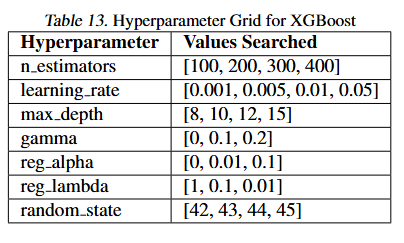 Table 13. Hyperparameter Grid for XGBoost
Hyperparameter Values Searched
n_estimators [100, 200, 300, 400]
learning_rate [0.001, 0.005, 0.01, 0.05]
max_depth [8, 10, 12, 15]
gamma [0, 0.1, 0.2]
reg_alpha [0, 0.01, 0.1]
reg_lambda [1, 0.1, 0.01]
random_state [42, 43, 44, 45]